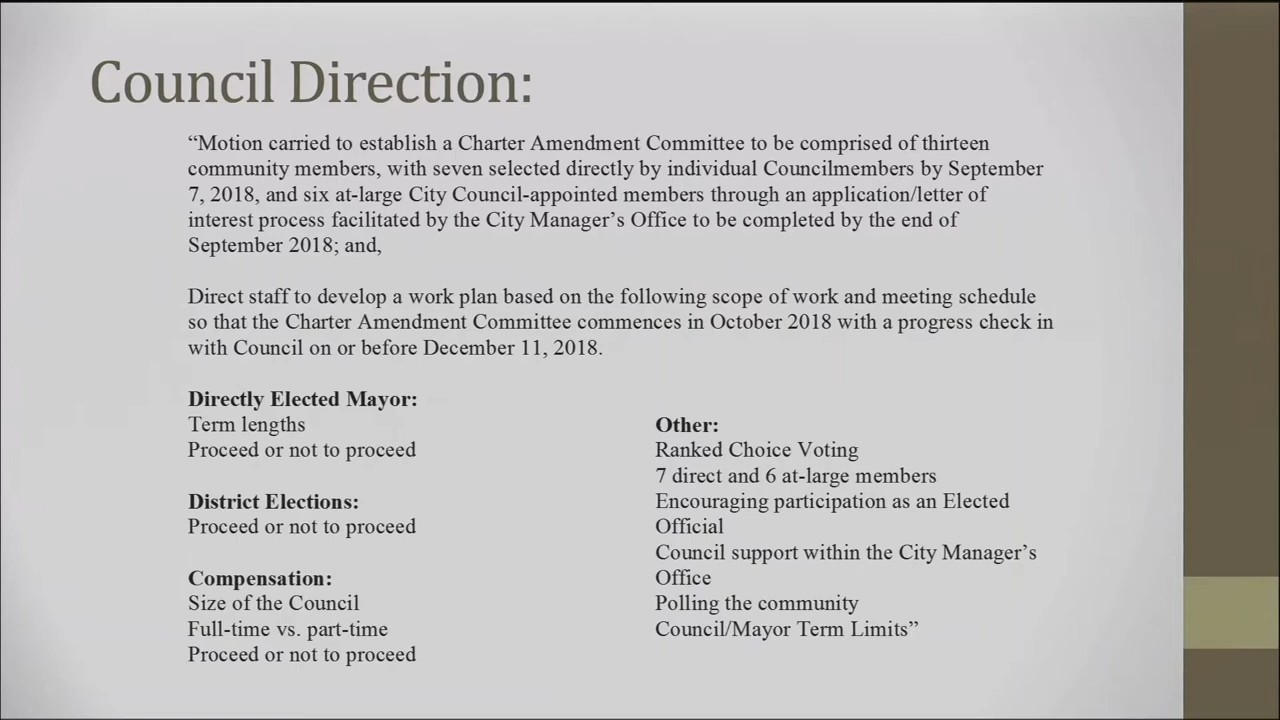 Council Direction:
“Motion carried to establish a Charter Amendment Committee to be comprised of thirteen
community members, with seven selected directly by individual Councilmembers by September
7, 2018, and six at-large City Council-appointed members through an application/letter of
interest process facilitated by the City Manager’s Office to be completed by the end of
September 2018; and,
Direct staff to develop a work plan based on the following scope of work and meeting schedule
so that the Charter Amendment Committee commences in October 2018 with a progress check in
with Council on or before December 11, 2018.
Directly Elected Mayor:
Term lengths
Proceed or not to proceed
District Elections:
Proceed or not to proceed
Compensation:
Size of the Council
Full-time vs. part-time
Proceed or not to proceed
Other:
Ranked Choice Voting
7 direct and 6 at-large members
Encouraging participation as an Elected
Official
Council support within the City Manager’s
Office
Polling the community
Council/Mayor Term Limits”